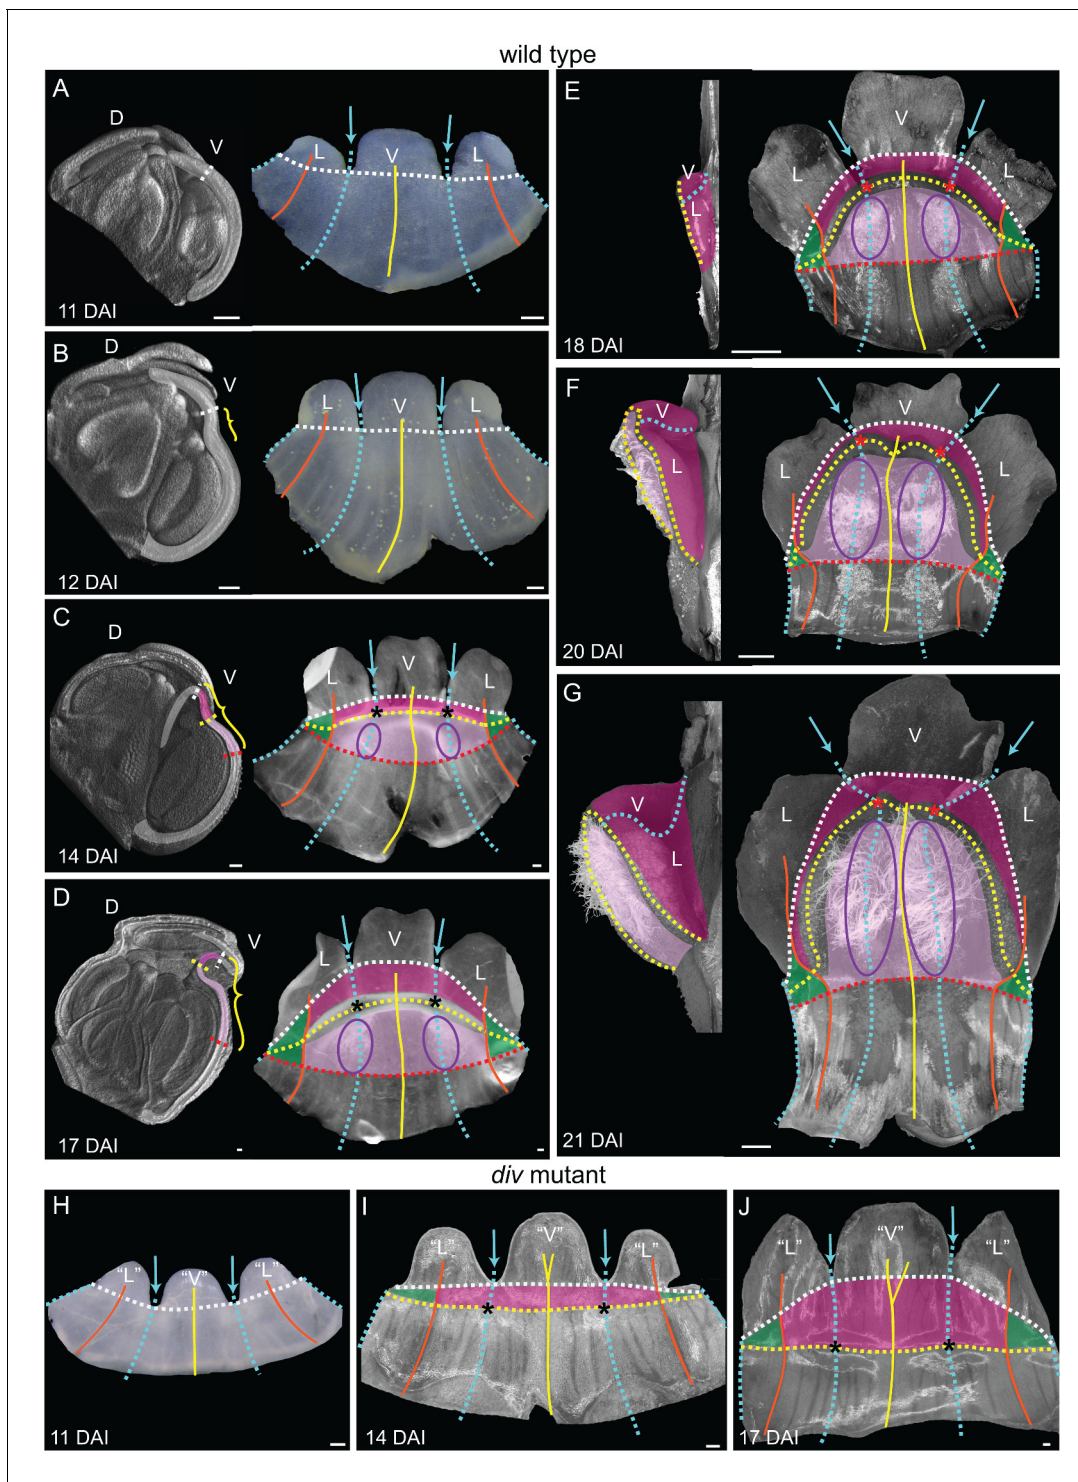 wild type
A
D
V
L
V
L
11 DAI
B
D
V
L
V
L
12 DAI
C
D
V
L
V
L
14 DAI
D
D
V
L
V
L
17 DAI
E
V
L
L
V
L
18 DAI
F
V
L
L
V
L
20 DAI
G
V
L
L
V
L
21 DAI
div mutant
H
"L"
"V"
"L"
11 DAI
I
"L"
"V"
"L"
14 DAI
J
"L"
"V"
"L"
17 DAI